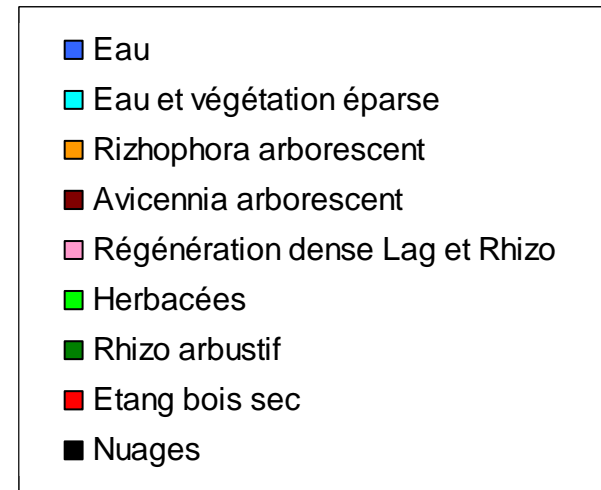 Eau
Eau et végétation éparse
Rizhophora arborescent
Avicennia arborescent
Régénération dense Lag et Rhizo
Herbacées
Rhizo arbustif
Etang bois sec
Nuages